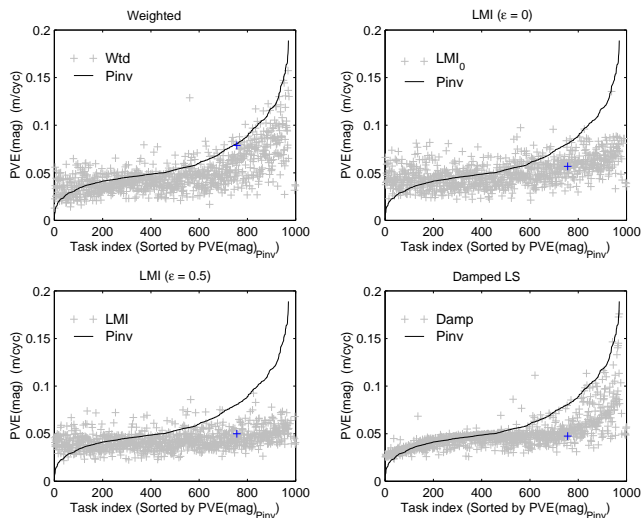 Weighted
LMI (ε = 0)
PVE(mag) (m/cyc)
0.2
0.15
0.1
0.05
0
Wtd
Pinv
0 200 400 600 800 1000
Task index (Sorted by PVE(mag)Pinv)
PVE(mag) (m/cyc)
0.2
0.15
0.1
0.05
0
LMI0
Pinv
0 200 400 600 800 1000
Task index (Sorted by PVE(mag)Pinv)
LMI (ε = 0.5)
Damped LS
PVE(mag) (m/cyc)
0.2
0.15
0.1
0.05
0
LMI
Pinv
0 200 400 600 800 1000
Task index (Sorted by PVE(mag)Pinv)
PVE(mag) (m/cyc)
0.2
0.15
0.1
0.05
0
Damp
Pinv
0 200 400 600 800 1000
Task index (Sorted by PVE(mag)Pinv)